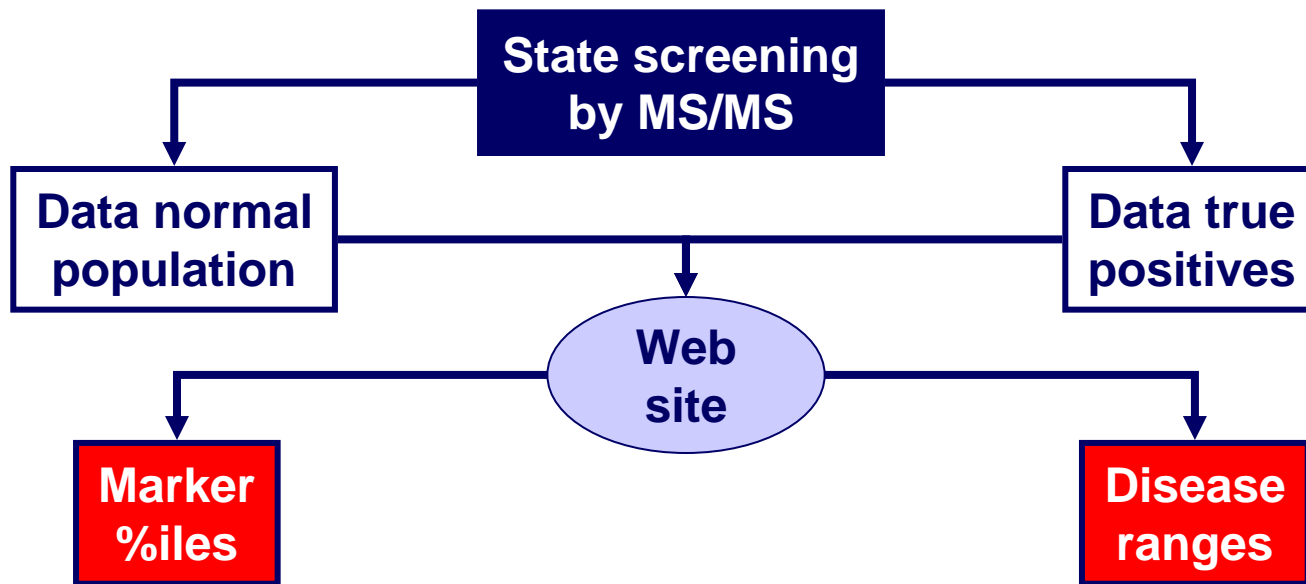 State screening
by MS/MS
Data normal
population
Data true
positives
Web
site
Marker
%iles
Disease
ranges